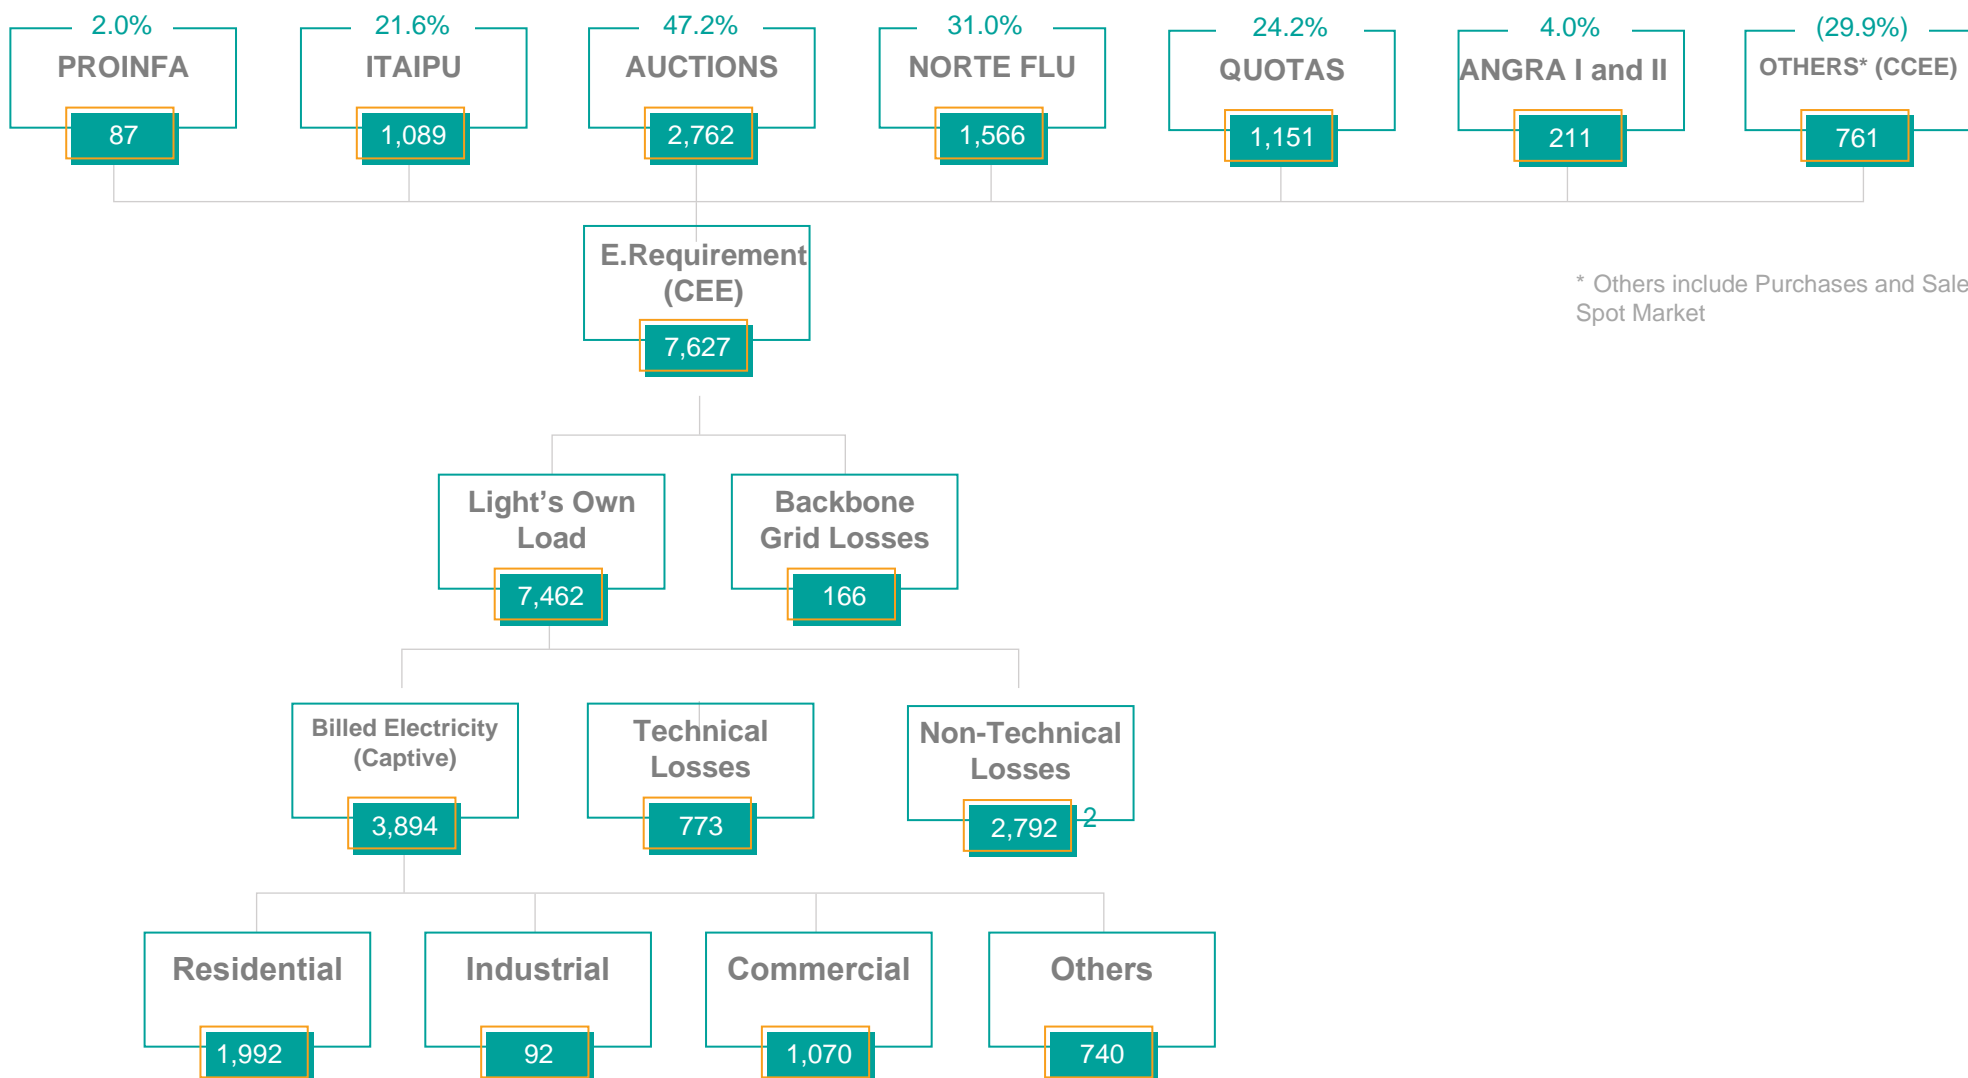 2.0% 21.6% 47.2% 31.0% 24.2% 4.0% (29.9%)
PROINFA ITAIPU AUCTIONS NORTE FLU QUOTAS ANGRA I and II OTHERS* (CCEE)
87 1,089 2,762 1,566 1,151 211 761
E.Requirement
(CEE)
7,627
* Others include Purchases and Sale
Spot Market
Light’s Own
Load
7,462
Backbone
Grid Losses
166
Billed Electricity
(Captive)
3,894
Technical
Losses
773
Non-Technical
Losses
2,792 2
Residential Industrial Commercial Others
1,992 92 1,070 740